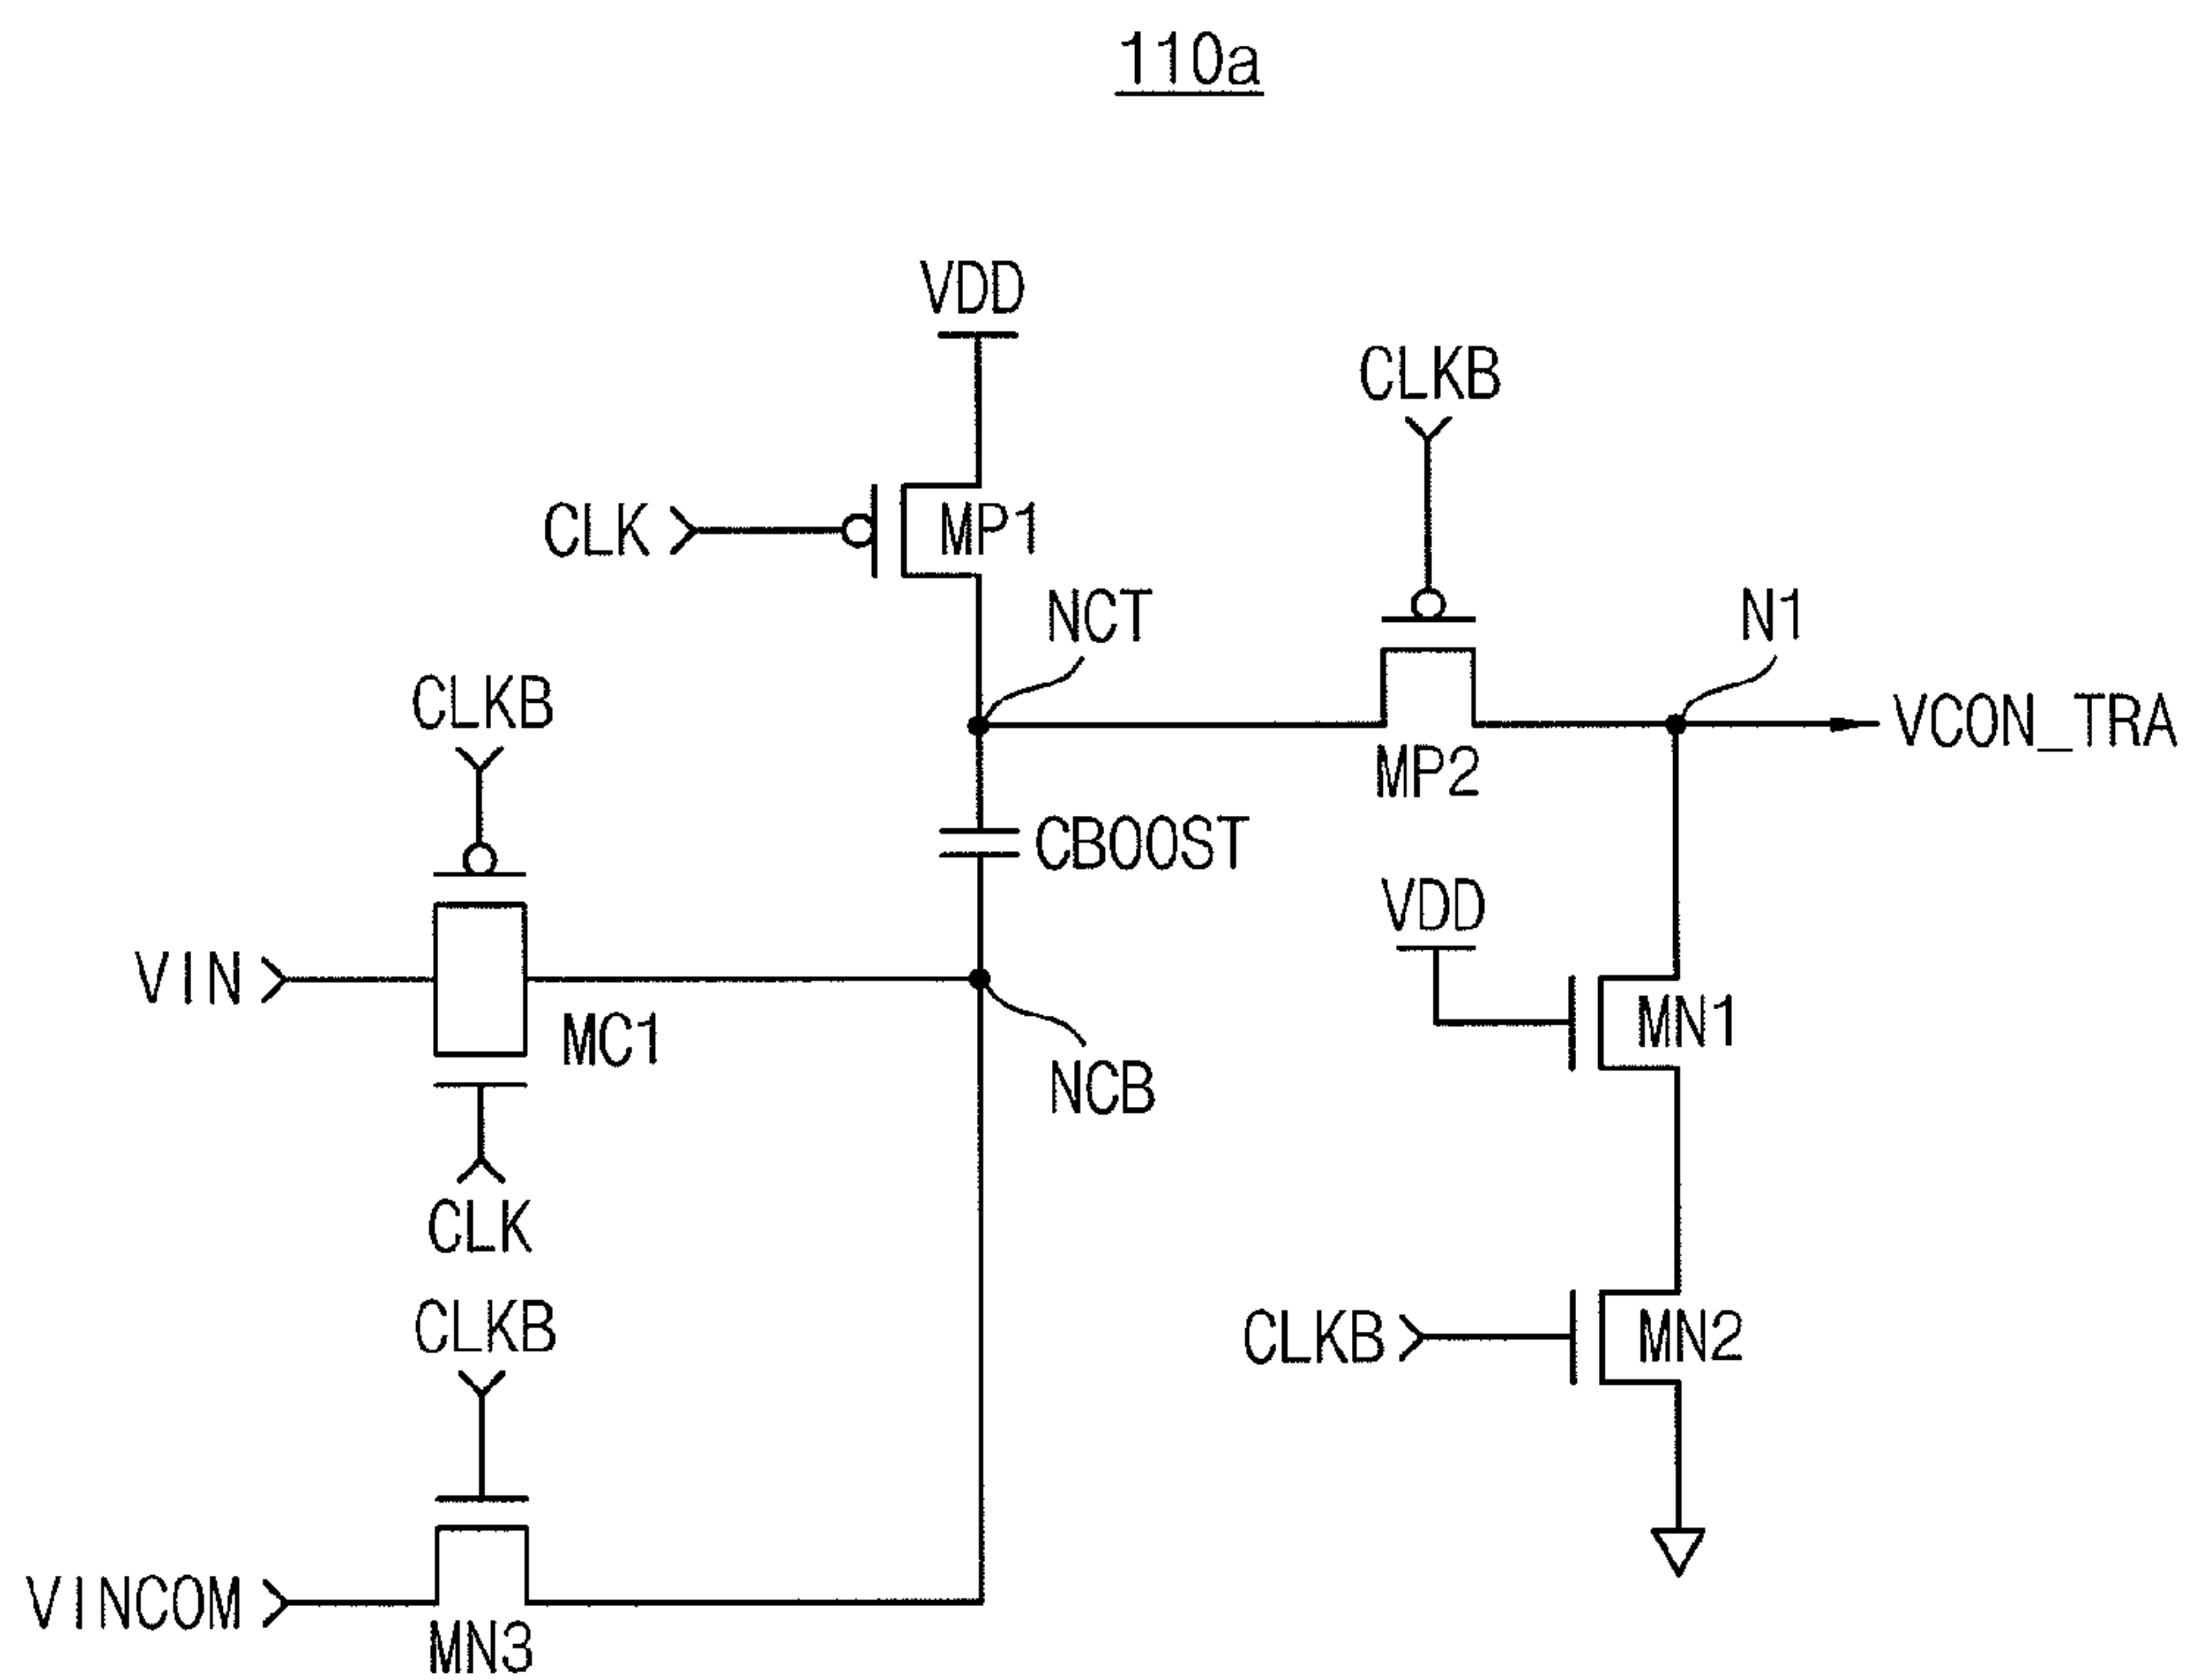 110a
VDD
CLKB
CLK
MP1
NCT
N1
CLKB
VCON_TRA
MP2
CBOOST
VDD
VIN
MC1
MN1
NCB
CLK
CLKB
CLKB
MN2
VINCOM
MN3